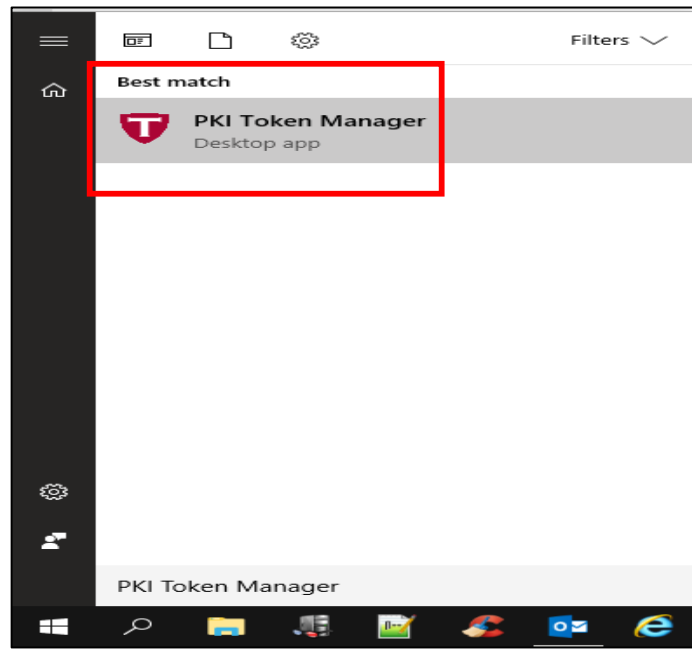 Filters
Best match
T
PKI Token Manager
Desktop app
PKI Token Manager